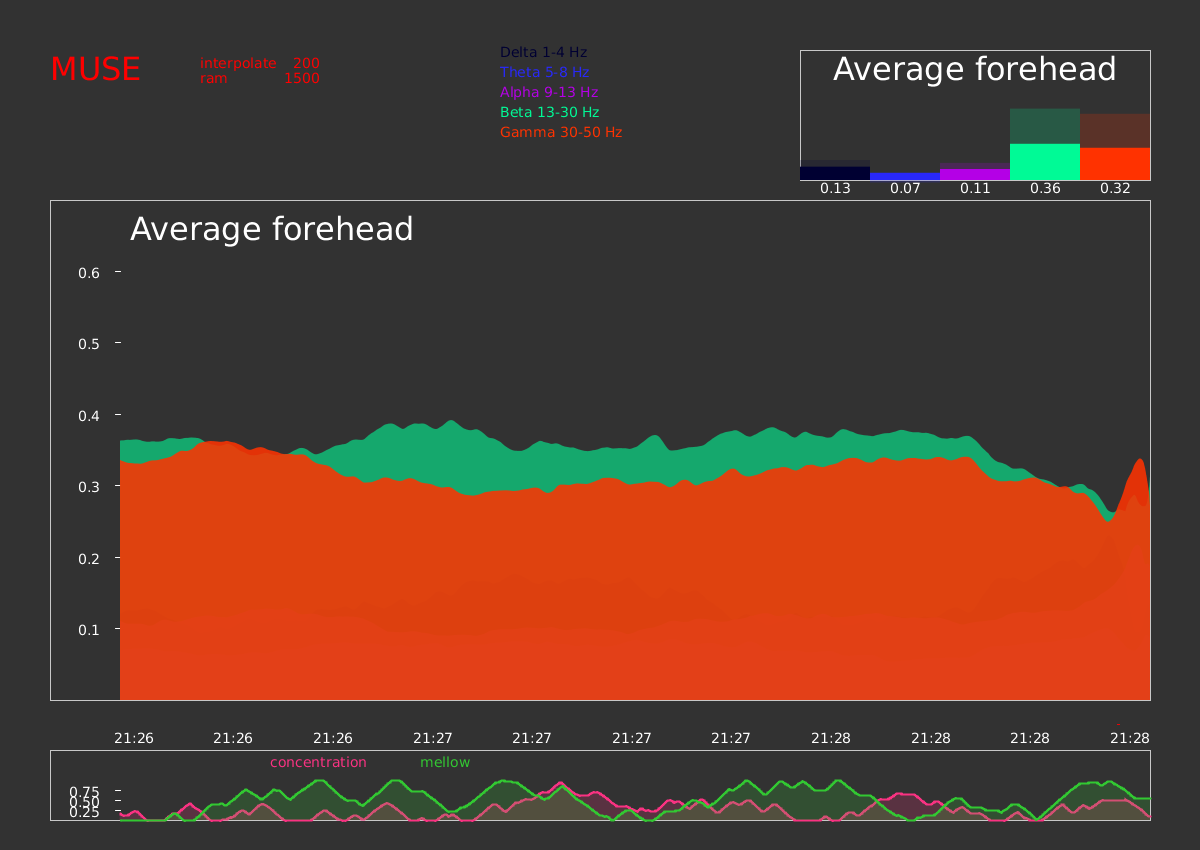 MUSE
interpolate 200
ram 1500
Delta 1-4 Hz
Theta 5-8 Hz
Alpha 9-13 Hz
Beta 13-30 Hz
Gamma 30-50 Hz
Average forehead
0.13 0.07 0.11 0.36 0.32
Average forehead
0.6
0.5
0.4
0.3
0.2
0.1
21:26 21:26 21:26 21:27 21:27 21:27 21:27 21:28 21:28 21:28 21:28
concentration mellow
0.75
0.50
0.25